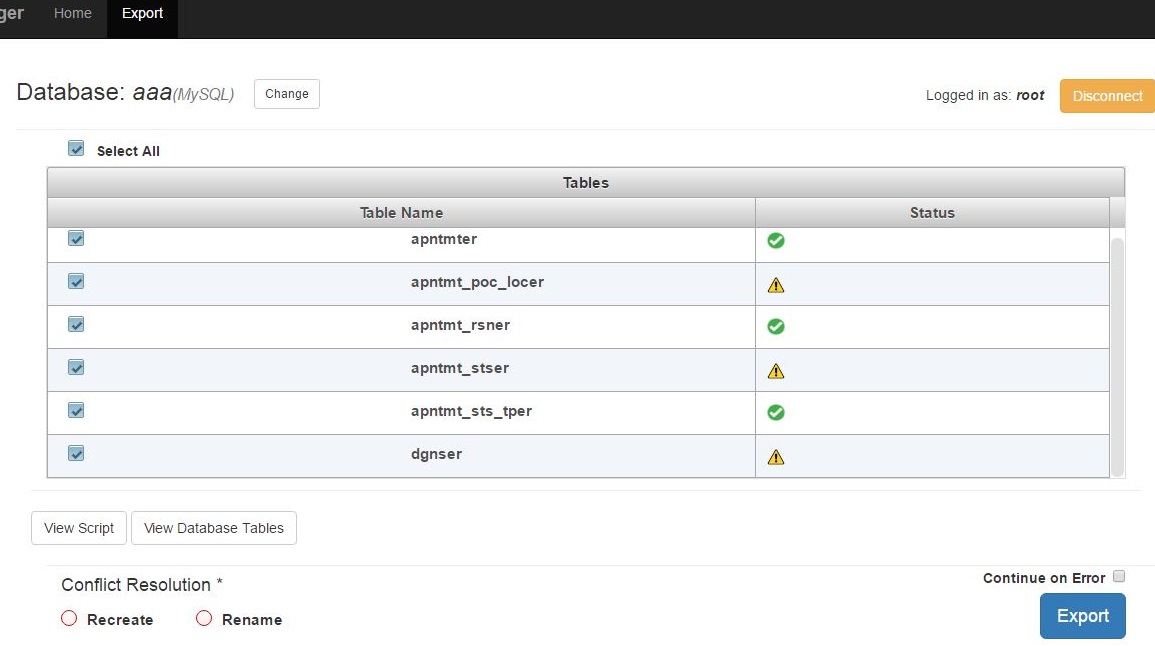 ger Home Export
Database: aaa(MySQL) Change Logged in as: root Disconnect
Select All
Tables
Table Name Status
apntmter
apntmt_poc_locer
apntmt_rsner
apntmt_stser
apntmt_sts_tper
dgnser
View Script View Database Tables
Conflict Resolution * Continue on Error
Recreate Rename Export